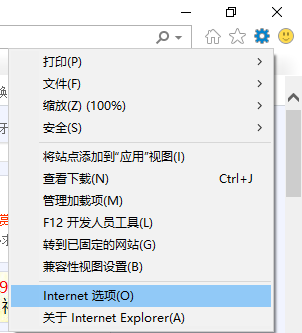 打印(P)
文件(F)
缩放(Z) (100%)
安全(S)
将站点添加到“应用”视图(I)
查看下载(N) Ctrl+J
管理加载项(M)
F12 开发人员工具(L)
转到已固定的网站(G)
兼容性视图设置(B)
Internet 选项(O)
关于 Internet Explorer(A)